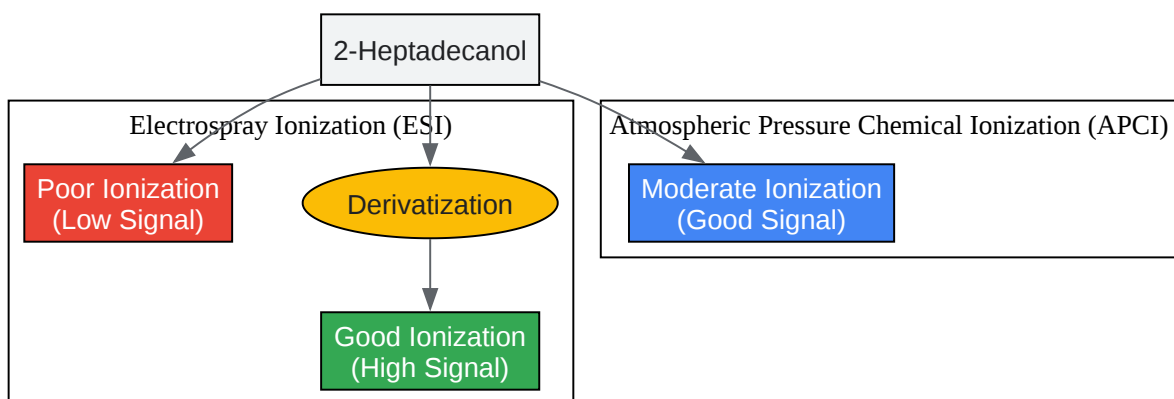 2-Heptadecanol
Electrospray Ionization (ESI)
Atmospheric Pressure Chemical Ionization (APCI)
Poor Ionization
(Low Signal)
Derivatization
Moderate Ionization
(Good Signal)
Good Ionization
(High Signal)